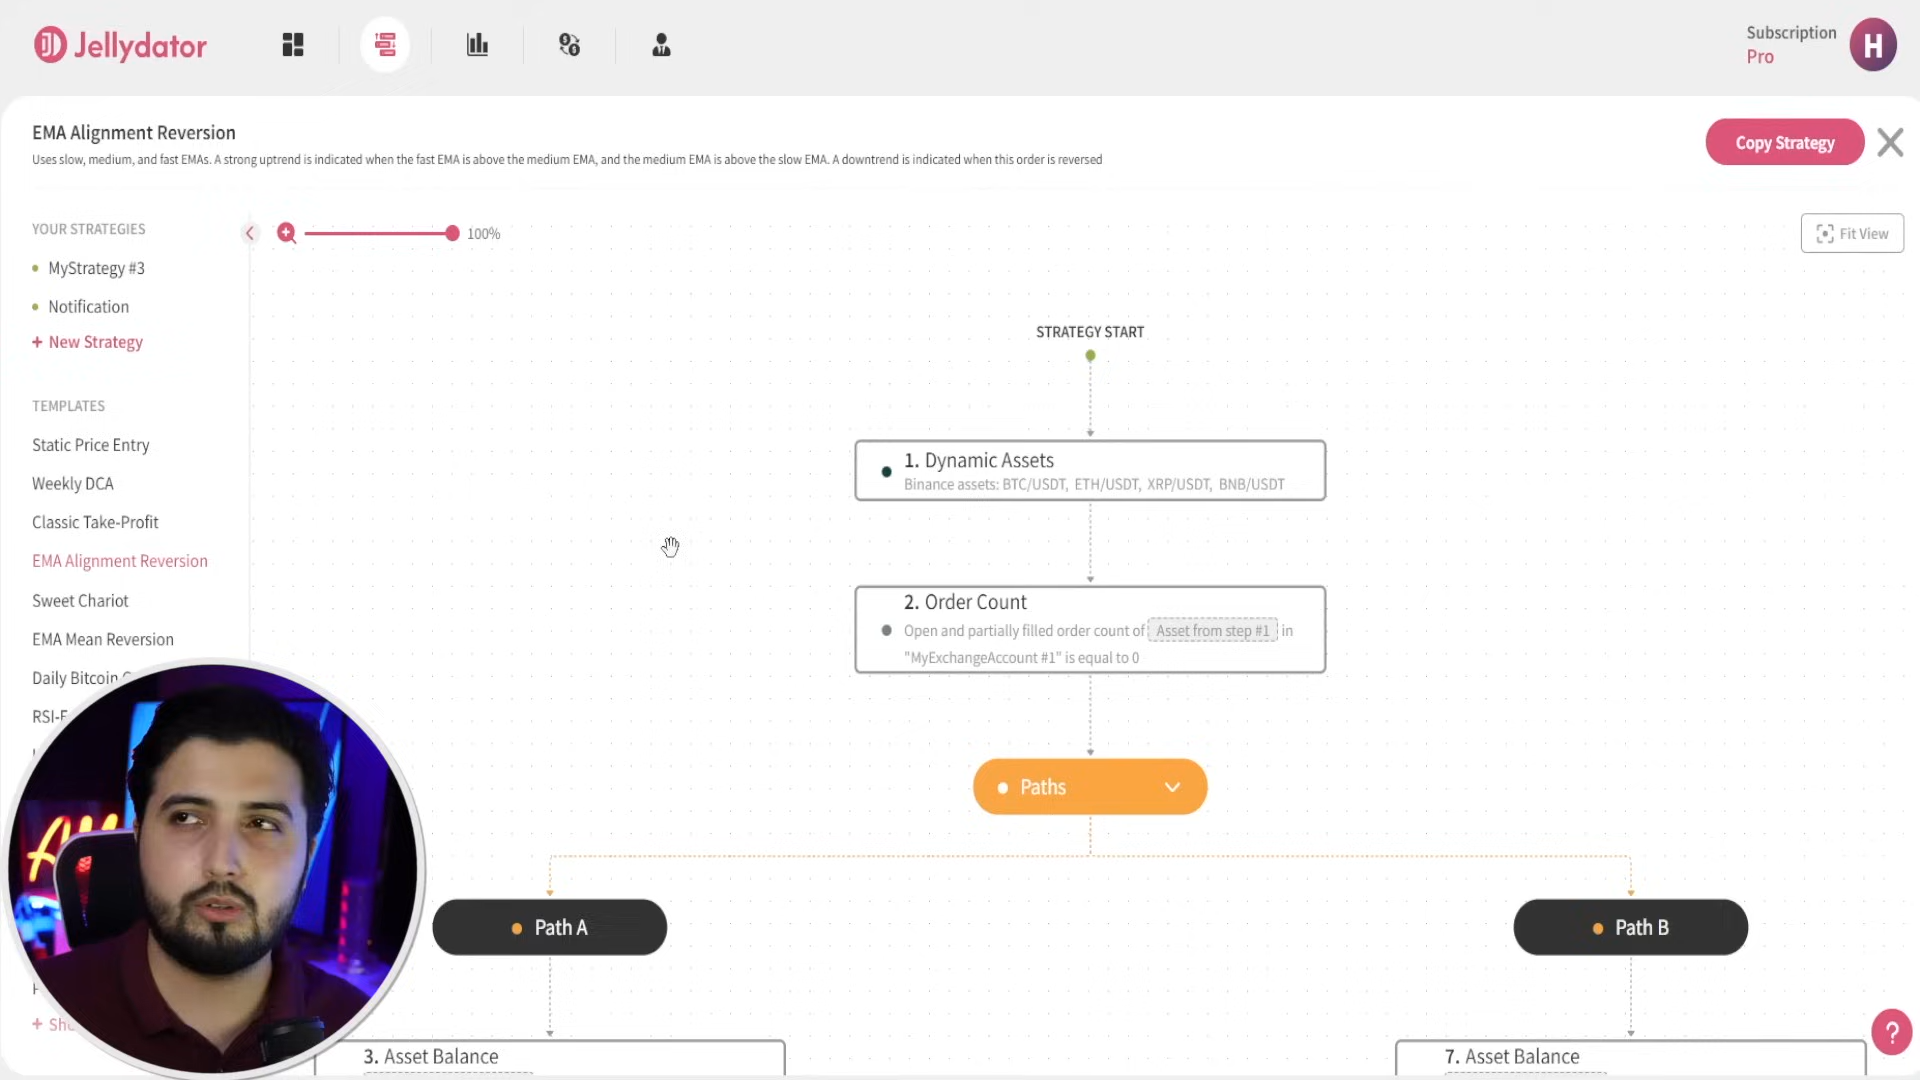 Jellydator
Subscription
Pro
H
EMA Alignment Reversion
Uses slow, medium, and fast EMAs. A strong uptrend is indicated when the fast EMA is above the medium EMA, and the medium EMA is above the slow EMA. A downtrend is indicated when this order is reversed
Copy Strategy
YOUR STRATEGIES
100%
Fit View
MyStrategy #3
Notification
+ New Strategy
TEMPLATES
Static Price Entry
Weekly DCA
Classic Take-Profit
EMA Alignment Reversion
Sweet Chariot
EMA Mean Reversion
Daily Bitcoin
STRATEGY START
1. Dynamic Assets
Binance assets: BTC/USDT, ETH/USDT, XRP/USDT, BNB/USDT
2. Order Count
Open and partially filled order count of Asset from step #1 in
"MyExchangeAccount #1" is equal to 0
Paths
Path A
Path B
3. Asset Balance
7. Asset Balance
?